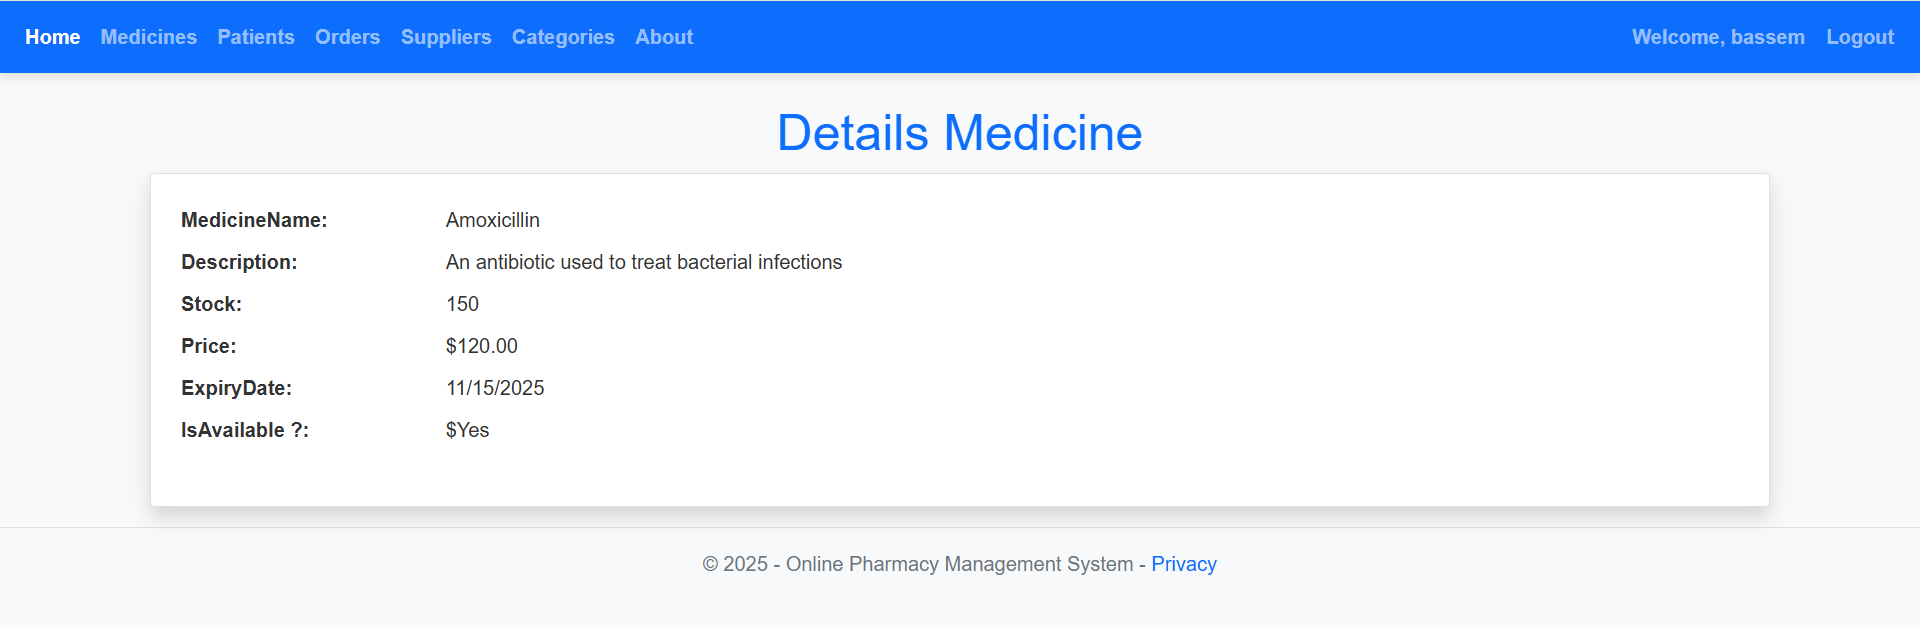 Home Medicines Patients Orders Suppliers Categories About Welcome, bassem Logout
Details Medicine
MedicineName: Amoxicillin
Description: An antibiotic used to treat bacterial infections
Stock: 150
Price: $120.00
ExpiryDate: 11/15/2025
IsAvailable ?: $Yes
© 2025 - Online Pharmacy Management System - Privacy